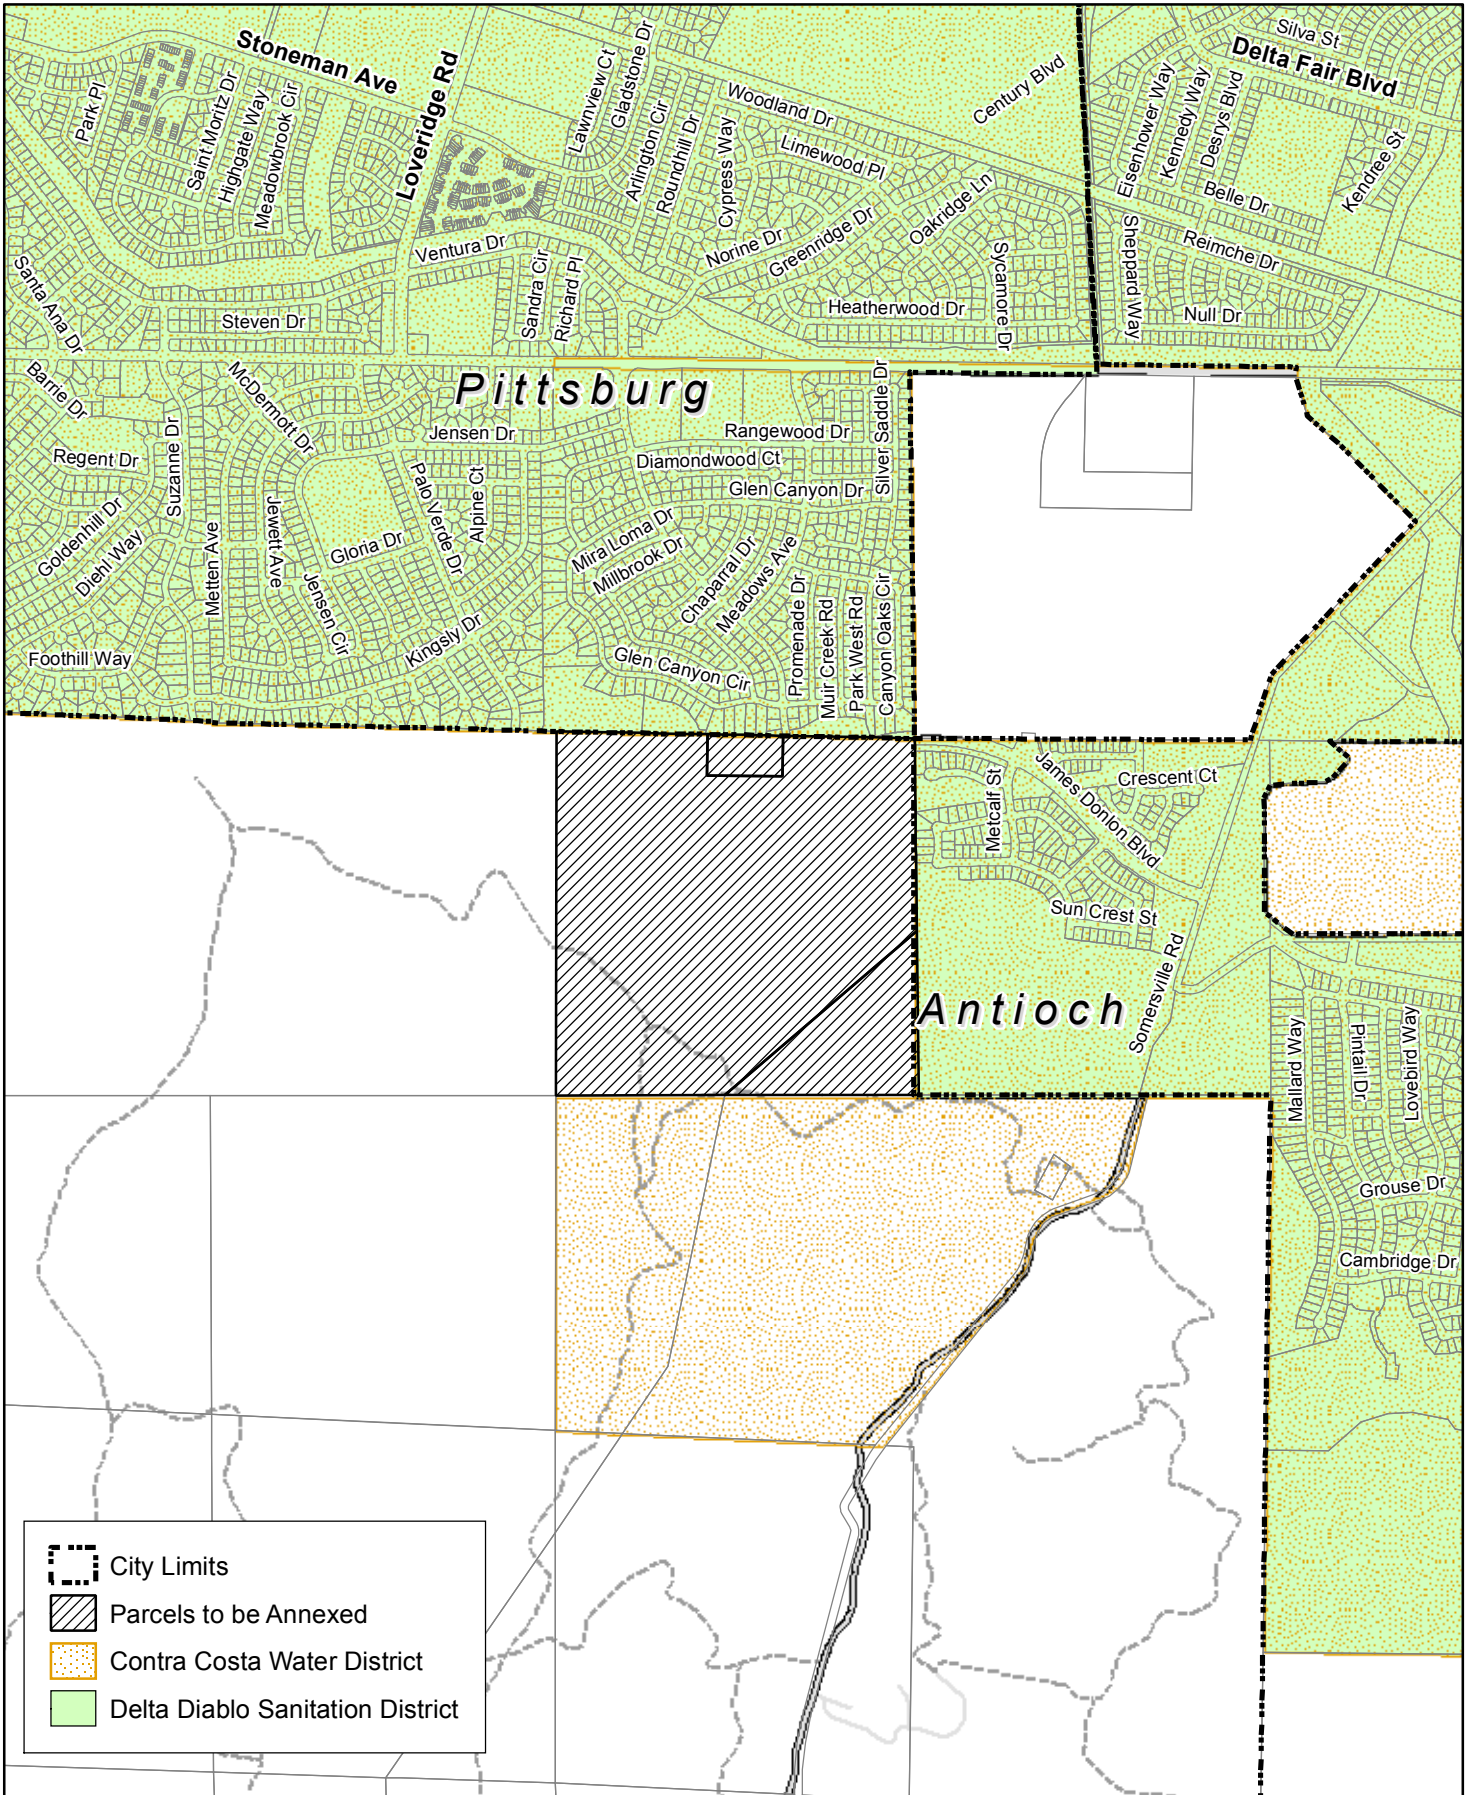 Stoneman Ave
Loveridge Rd
Park Pl
Saint Moritz Dr
Highgate Way
Meadowbrook Cir
Lawnview Ct
Gladstone Dr
Arlington Cir
Roundhill Dr
Cypress Way
Woodland Dr
Limewood Pl
Century Blvd
Silva St
Delta Fair Blvd
Eisenhower Way
Kennedy Way
Desrys Blvd
Kendree St
Belle Dr
Reimche Dr
Sheppard Way
Null Dr
Ventura Dr
Norine Dr
Greenridge Dr
Oakridge Ln
Sycamore Dr
Heatherwood Dr
Sandra Cir
Richard Pl
Santa Ana Dr
Steven Dr
Barrie Dr
McDermott Dr
Pittsburg
Jensen Dr
Rangewood Dr
Silver Saddle Dr
Regent Dr
Suzanne Dr
Diamondwood Ct
Glen Canyon Dr
Palo Verde Dr
Alpine Ct
Goldenhill Dr
Diehl Way
Metten Ave
Jewett Ave
Gloria Dr
Jensen Cir
Kingsly Dr
Mira Loma Dr
Millbrook Dr
Chaparral Dr
Meadows Ave
Promenade Dr
Muir Creek Rd
Park West Rd
Canyon Oaks Cir
Foothill Way
Glen Canyon Cir
Metcalf St
James Donlon Blvd
Crescent Ct
Sun Crest St
Somersville Rd
Antioch
Mallard Way
Pintail Dr
Lovebird Way
Grouse Dr
Cambridge Dr
City Limits
Parcels to be Annexed
Contra Costa Water District
Delta Diablo Sanitation District